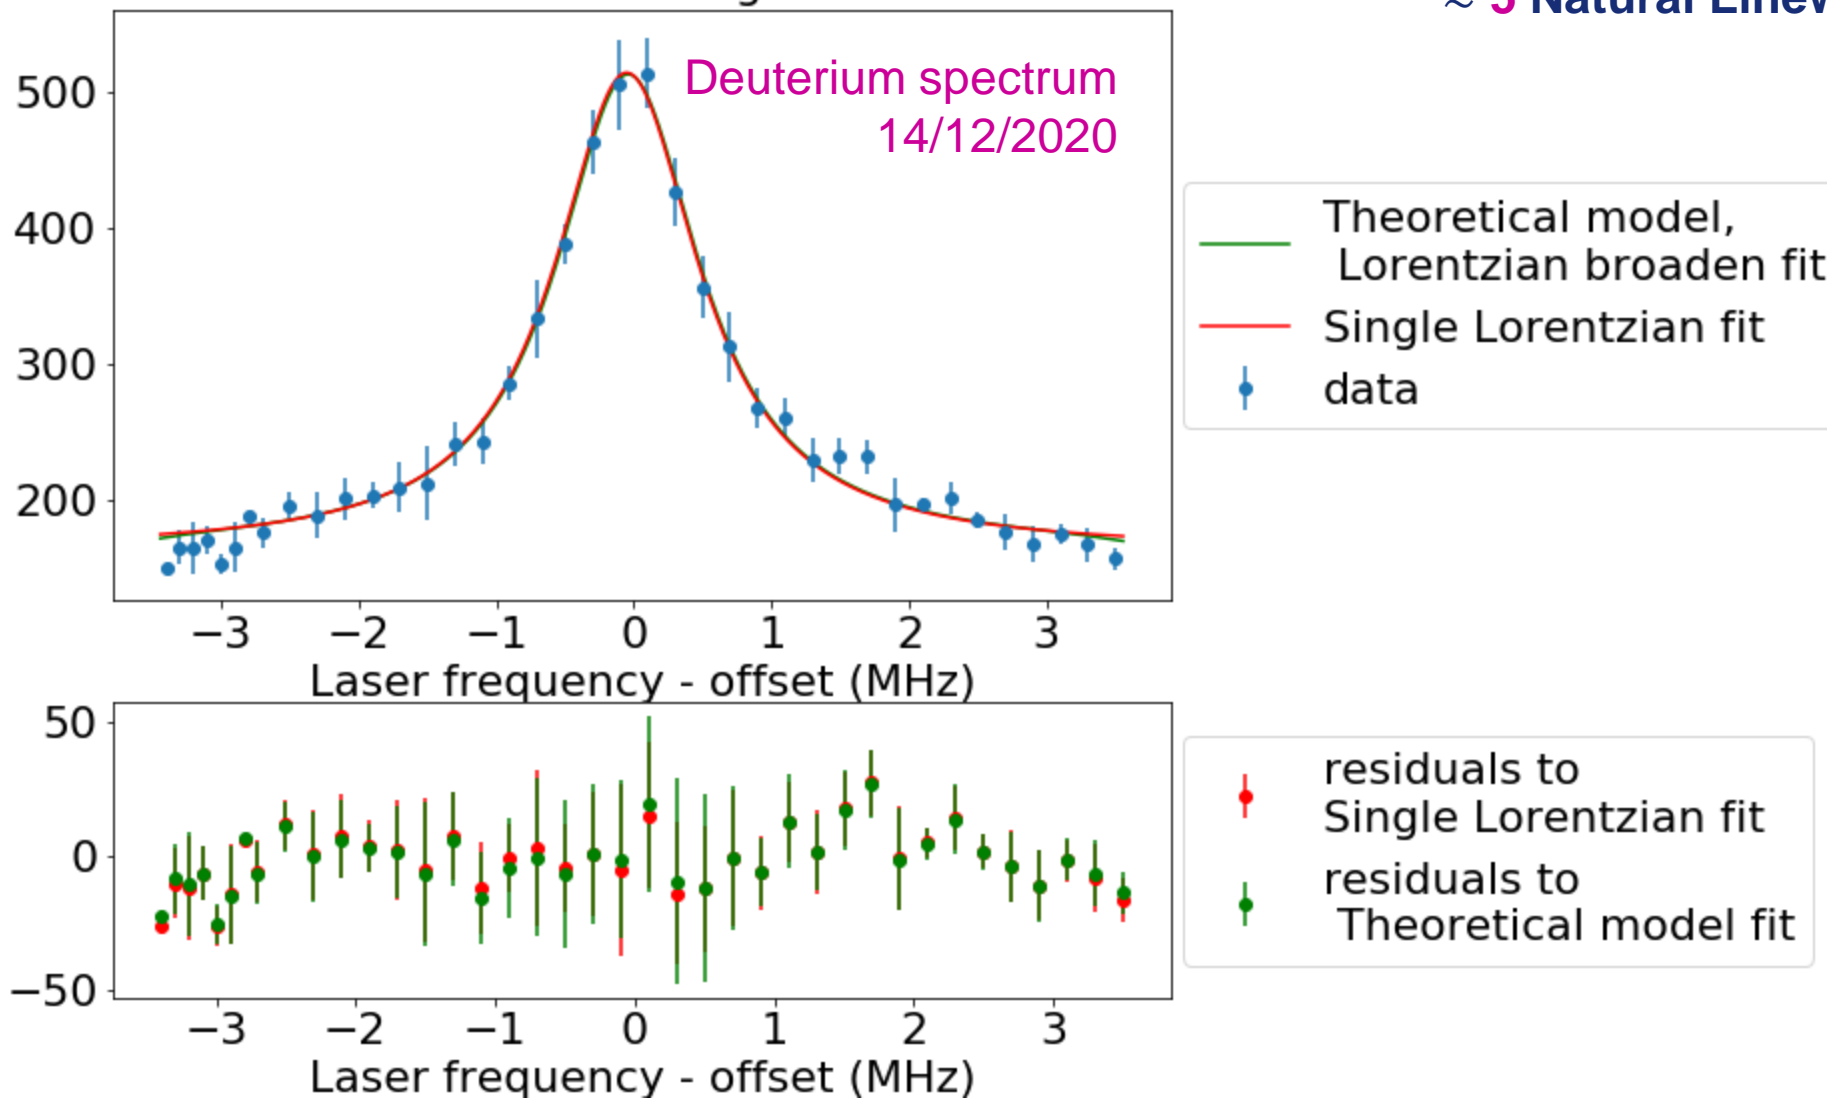 ≈ 5 Natural
500
Deuterium spectrum
14/12/2020
400
300
200
Theoretical model,
Lorentzian broaden fit
Single Lorentzian fit
data
−3 −2 −1 0 1 2 3
Laser frequency - offset (MHz)
50
0
−50
residuals to
Single Lorentzian fit
residuals to
Theoretical model fit
−3 −2 −1 0 1 2 3
Laser frequency - offset (MHz)